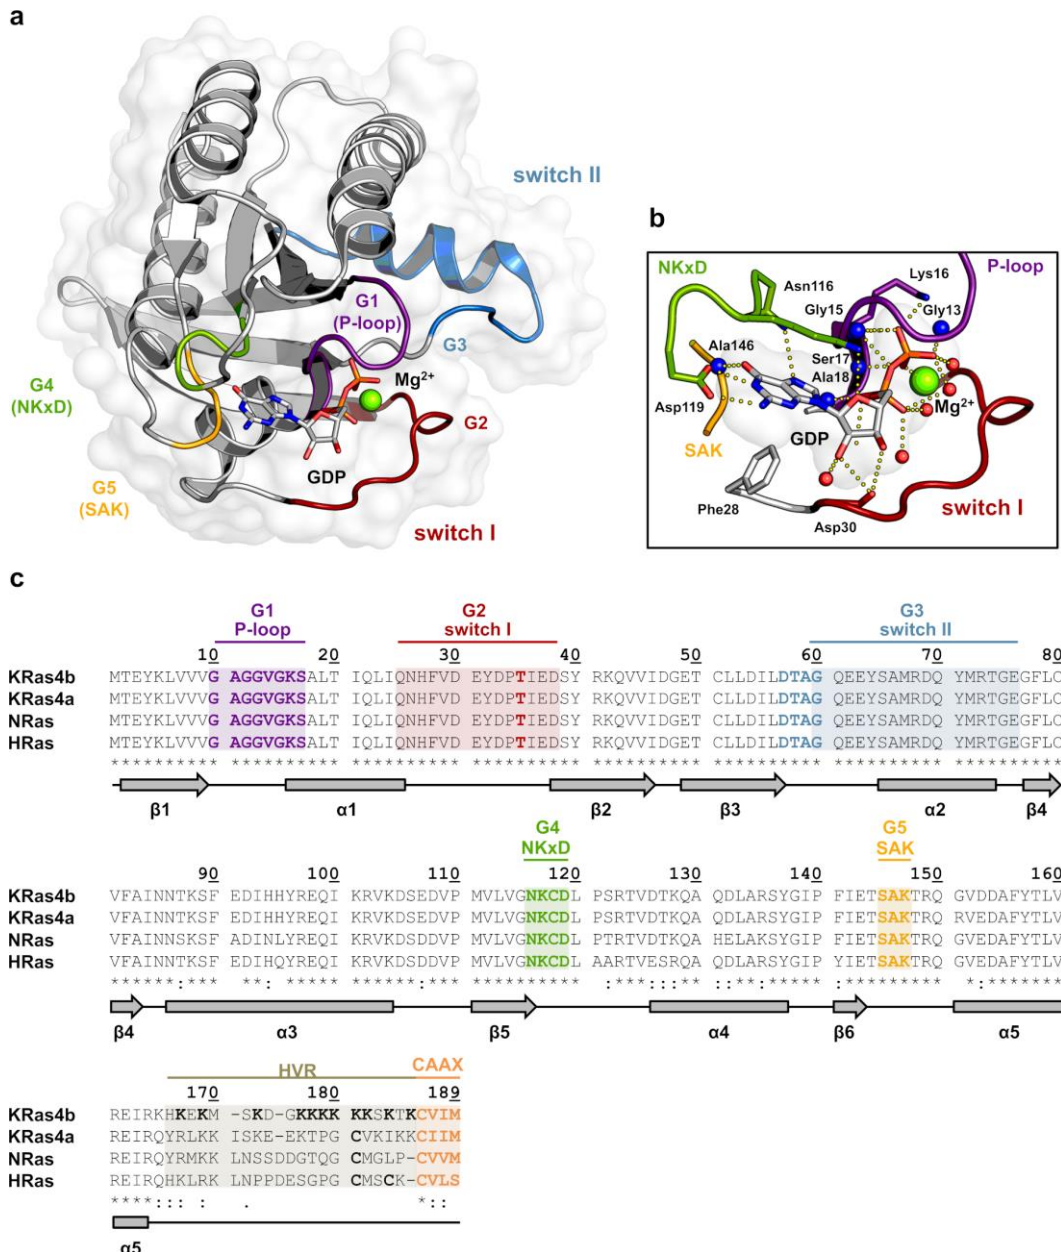 a
switch II
G1
(P-loop)
G3
G4
(NKxD)
Mg²⁺
G2
GDP
G5
(SAK)
switch I
b
NKxD
Lys16
P-loop
Asn116
Gly15
Gly13
Ala146
Ser17
Ala18
Mg²⁺
Asp119
SAK
GDP
switch I
Phe28
Asp30
c
G1 G2 G3
P-loop switch I switch II
10 20 30 40 50 60 70 80
KRas4b MTEYKLVVVG AGGVGKSALT IQLIQNHFVD EYDPTIEDSY RKQVVIDGET CLLDILDTAG QEEYSAMRDQ YMRTGEGFLC
KRas4a MTEYKLVVVG AGGVGKSALT IQLIQNHFVD EYDPTIEDSY RKQVVIDGET CLLDILDTAG QEEYSAMRDQ YMRTGEGFLC
NRas MTEYKLVVVG AGGVGKSALT IQLIQNHFVD EYDPTIEDSY RKQVVIDGET CLLDILDTAG QEEYSAMRDQ YMRTGEGFLC
HRas MTEYKLVVVG AGGVGKSALT IQLIQNHFVD EYDPTIEDSY RKQVVIDGET CLLDILDTAG QEEYSAMRDQ YMRTGEGFLC
********** ********** ********** ********** ********** ********** ********** **********
β1 α1 β2 β3 α2 β4
G4 G5
NKxD SAK
90 100 110 120 130 140 150 160
KRas4b VFAINNTKSF EDIHHYREQI KRVKDSEDVP MVLVGNKCDL PSRTVDTKQA QDLARSYGIP FIETSAKTRQ GVDDAFYTLV
KRas4a VFAINNTKSF EDIHHYREQI KRVKDSEDVP MVLVGNKCDL PSRTVDTKQA QDLARSYGIP FIETSAKTRQ RVEDAFYTLV
NRas VFAINNSKSF ADINLYREQI KRVKDSDDVP MVLVGNKCDL PTRTVDTKQA HELAKSYGIP FIETSAKTRQ GVEDAFYTLV
HRas VFAINNTKSF EDIHQYREQI KRVKDSDDVP MVLVGNKCDL AARTVESRQA QDLARSYGIP YIETSAKTRQ GVEDAFYTLV
β4 α3 β5 α4 β6 α5
HVR CAAX
170 180 189
KRas4b REIRKHKEKM -SKD-GKKKK KKSKTKCVIM
KRas4a REIRQYRLKK ISKE-EKTPG CVKIKKCIIM
NRas REIRQYRMKK LNSSDDGTQG CMGLP-CVVM
HRas REIRQHKLRK LNPPDESGPG CMSCK-CVLS
****::: : . *::
α5